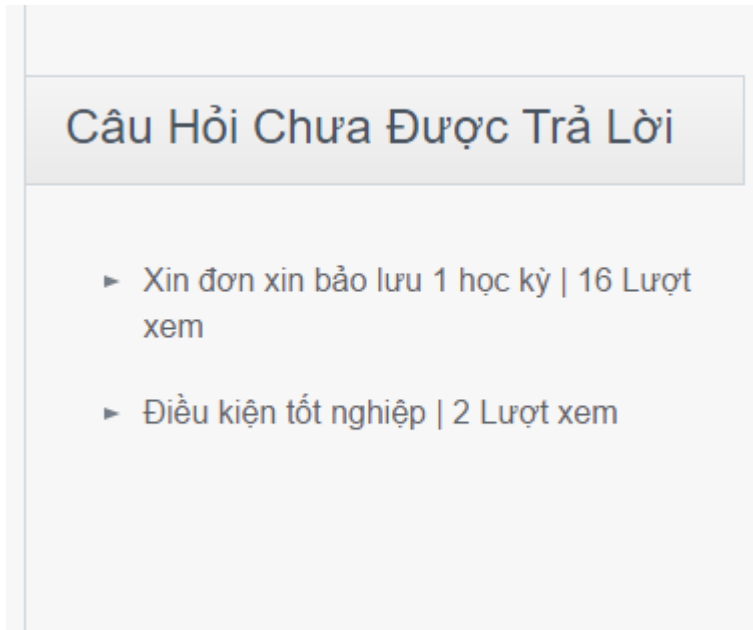 Câu Hỏi Chưa Được Trả Lời
Xin đơn xin bảo lưu 1 học kỳ | 16 Lượt
xem
Điều kiện tốt nghiệp | 2 Lượt xem